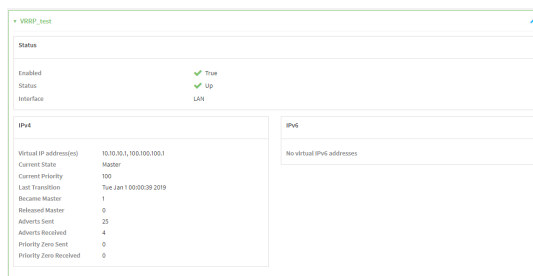 VRRP_test
Status
Enabled True
Status Up
Interface LAN
IPv4
Virtual IP address(es) 10.10.10.1, 100.100.100.1
Current State Master
Current Priority 100
Last Transition Tue Jan 1 00:00:39 2019
Became Master 1
Released Master 0
Adverts Sent 25
Adverts Received 4
Priority Zero Sent 0
Priority Zero Received 0
IPv6
No virtual IPv6 addresses